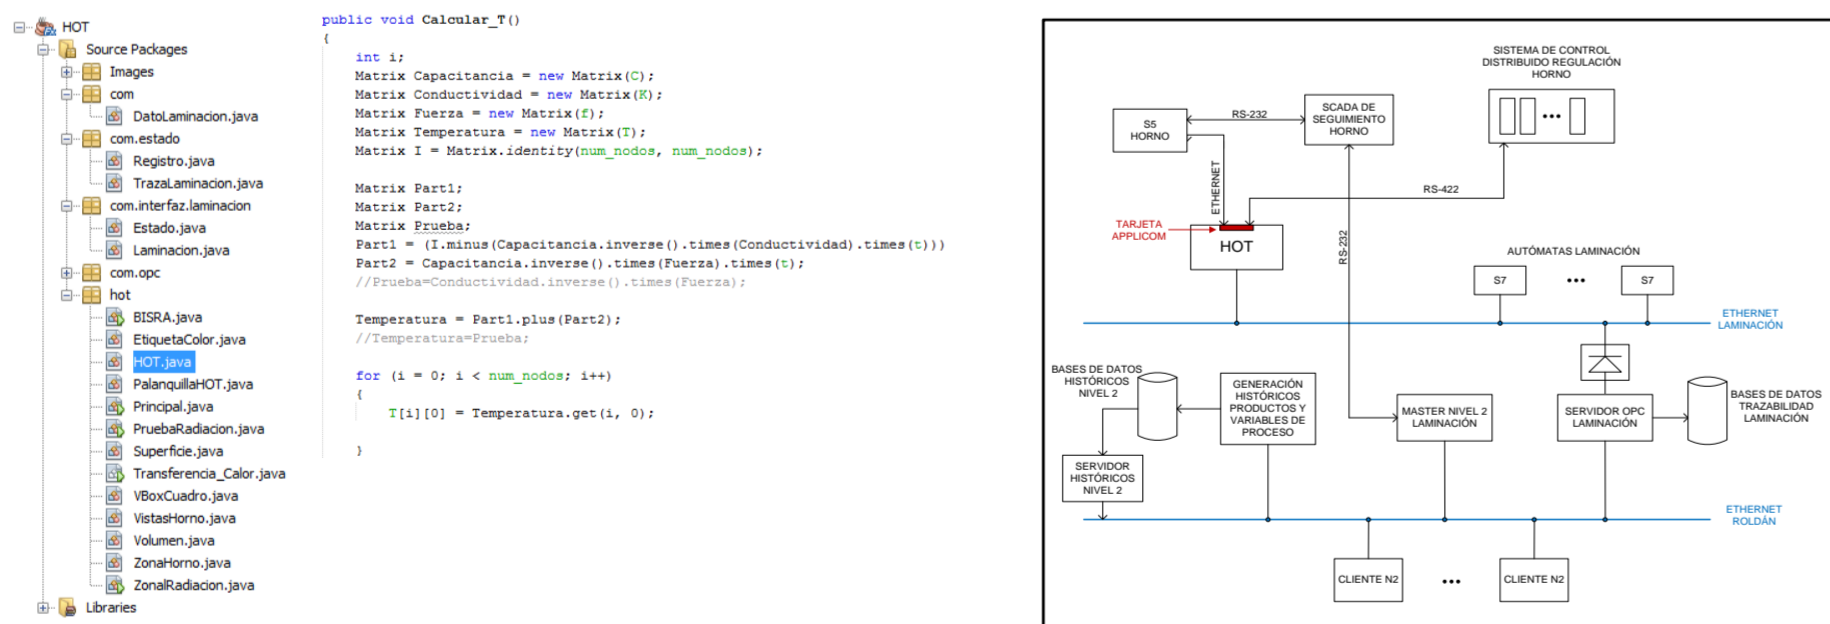 HOT
Source Packages
Images
com
DatoLaminacion.java
com.estado
Registro.java
TrazaLaminacion.java
com.interfaz.laminacion
Estado.java
Laminacion.java
com.opc
hot
BISRA.java
EtiquetaColor.java
HOT.java
PalanquillaHOT.java
Principal.java
PruebaRadiacion.java
Superficie.java
Transferencia_Calor.java
VBoxCuadro.java
VistasHorno.java
Volumen.java
ZonaHorno.java
ZonalRadiacion.java
Libraries
public void Calcular_T()
{
int i;
Matrix Capacitancia = new Matrix(C);
Matrix Conductividad = new Matrix(K);
Matrix Fuerza = new Matrix(f);
Matrix Temperatura = new Matrix(T);
Matrix I = Matrix.identity(num_nodos, num_nodos);
Matrix Part1;
Matrix Part2;
Matrix Prueba;
Part1 = (I.minus(Capacitancia.inverse().times(Conductividad).times(t)))
Part2 = Capacitancia.inverse().times(Fuerza).times(t);
//Prueba=Conductividad.inverse().times(Fuerza);
Temperatura = Part1.plus(Part2);
//Temperatura=Prueba;
for (i = 0; i < num_nodos; i++)
{
T[i][0] = Temperatura.get(i, 0);
}
SISTEMA DE CONTROL
DISTRIBUIDO REGULACIÓN
HORNO
S5
HORNO
RS-232
SCADA DE
SEGUIMIENTO
HORNO
•••
ETHERNET
RS-422
TARJETA
APPLICOM
HOT
RS-232
AUTÓMATAS LAMINACIÓN
S7
•••
S7
ETHERNET
LAMINACIÓN
BASES DE DATOS
HISTÓRICOS
NIVEL 2
GENERACIÓN
HISTÓRICOS
PRODUCTOS Y
VARIABLES DE
PROCESO
MASTER NIVEL 2
LAMINACIÓN
SERVIDOR OPC
LAMINACIÓN
BASES DE DATOS
TRAZABILIDAD
LAMINACIÓN
SERVIDOR
HISTÓRICOS
NIVEL 2
ETHERNET
ROLDÁN
CLIENTE N2
•••
CLIENTE N2